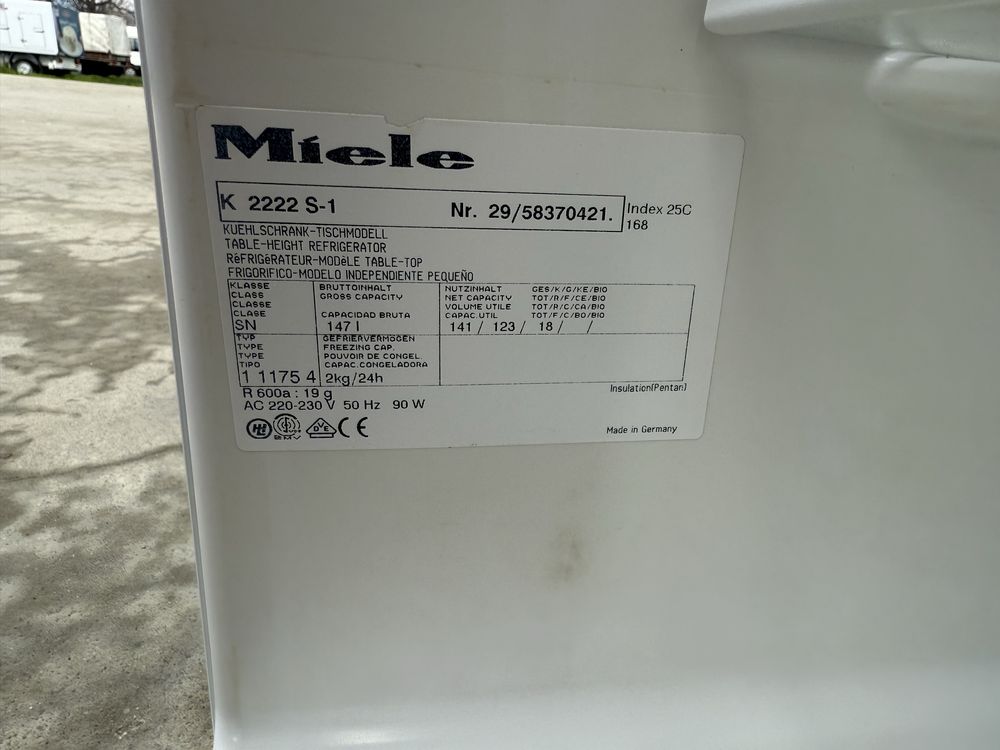 Miele
K 2222 S-1 Nr. 29/58370421. Index 25C
168
KUEHLSCHRANK-TISCHMODELL
TABLE-HEIGHT REFRIGERATOR
RéFRIGéRATEUR-MODèLE TABLE-TOP
FRIGORIFICO-MODELO INDEPENDIENTE PEQUEÑO
KLASSE BRUTTOINHALT NUTZINHALT GES/K/G/KE/BIO
CLASS GROSS CAPACITY NET CAPACITY TOT/R/F/CE/BIO
CLASSE VOLUME UTILE TOT/R/C/CA/BIO
CLASE CAPACIDAD BRUTA CAPAC.UTIL TOT/F/C/BO/BIO
SN 147 l 141 / 123 / 18 / /
TYP GEFRIERVERMöGEN
TYPE FREEZING CAP.
TYPE POUVOIR DE CONGEL.
TIPO CAPAC.CONGELADORA
1 1175 4 2kg/24h
R 600a : 19 g Insulation(Pentan)
AC 220-230 V 50 Hz 90 W
VDE EMV CE Made in Germany